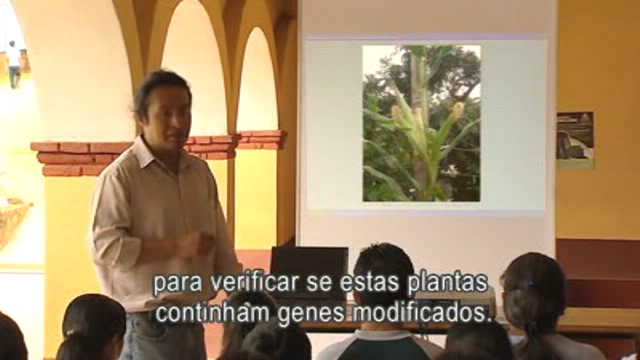 para verificar se estas plantas
continham genes modificados.